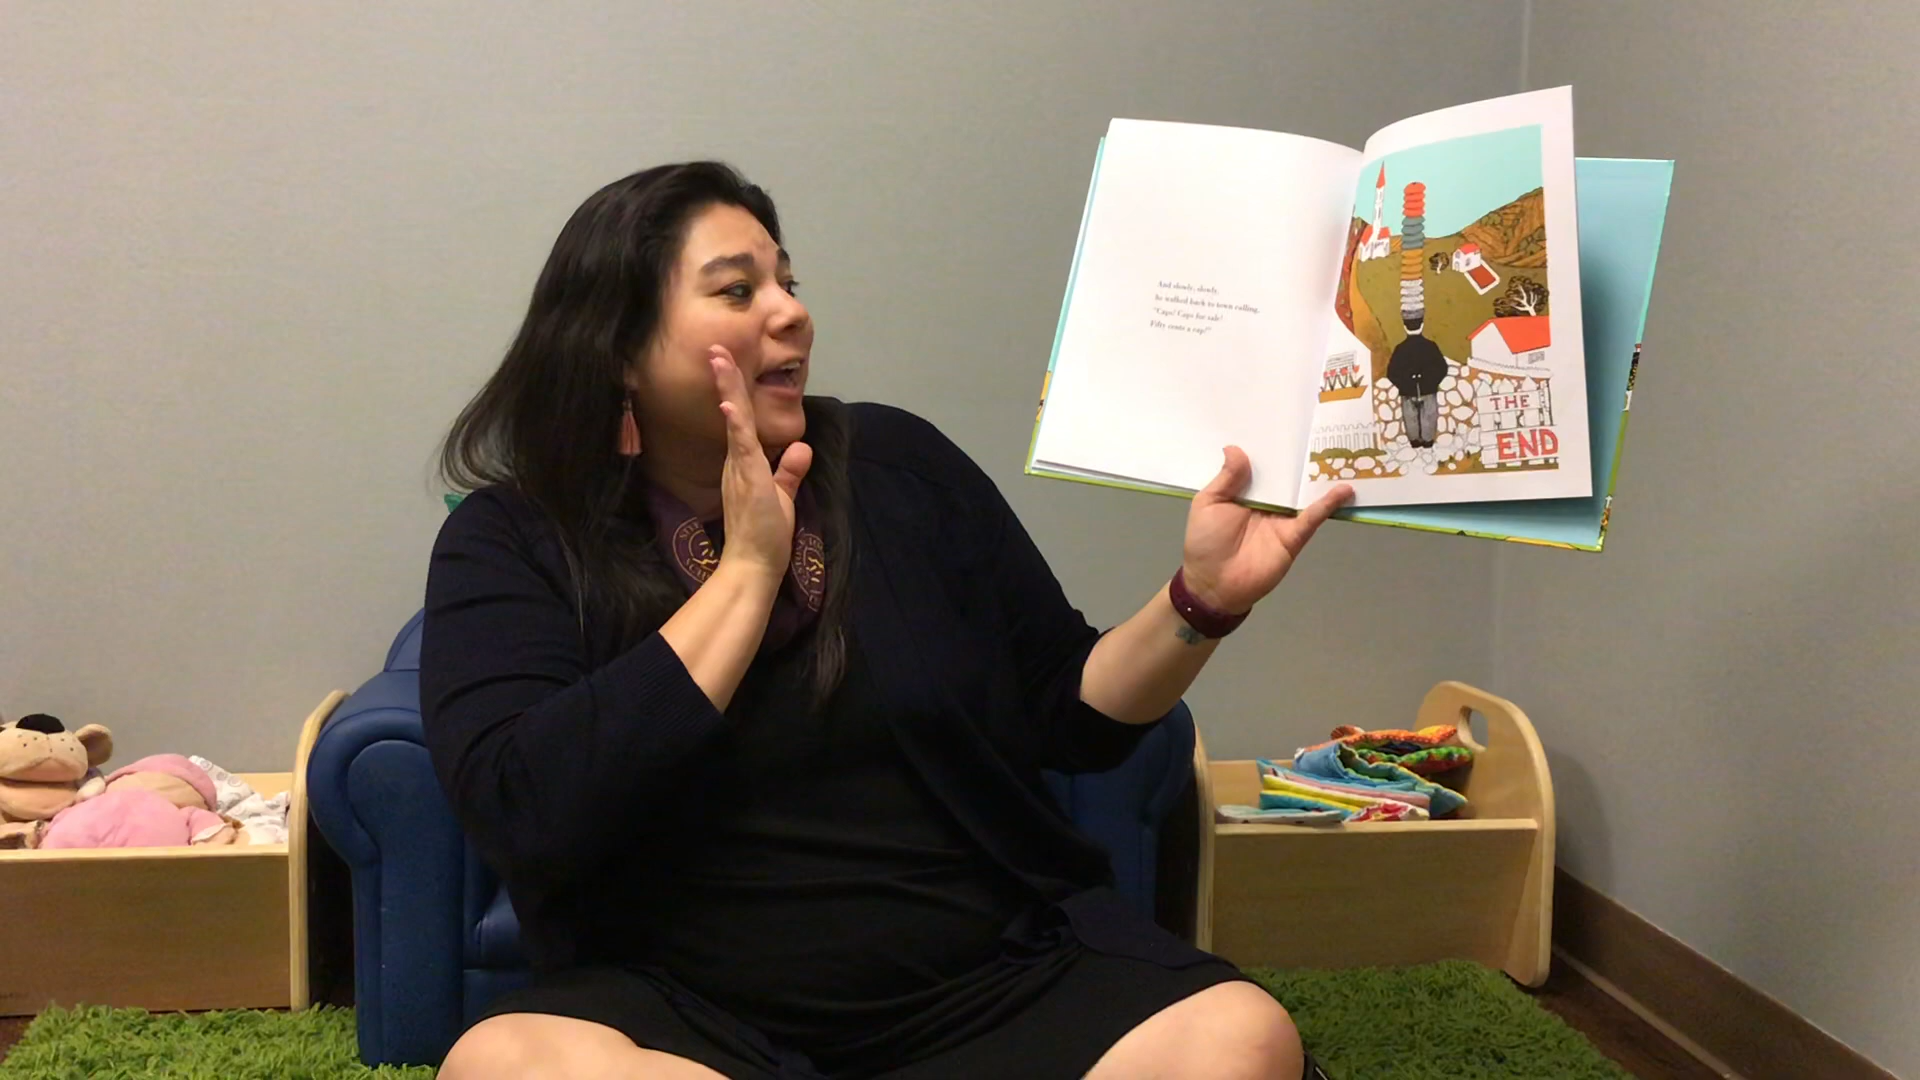 And slowly, slowly,
he walked back to town calling,
"Caps! Caps for sale!
Fifty cents a cap!"
THE
END